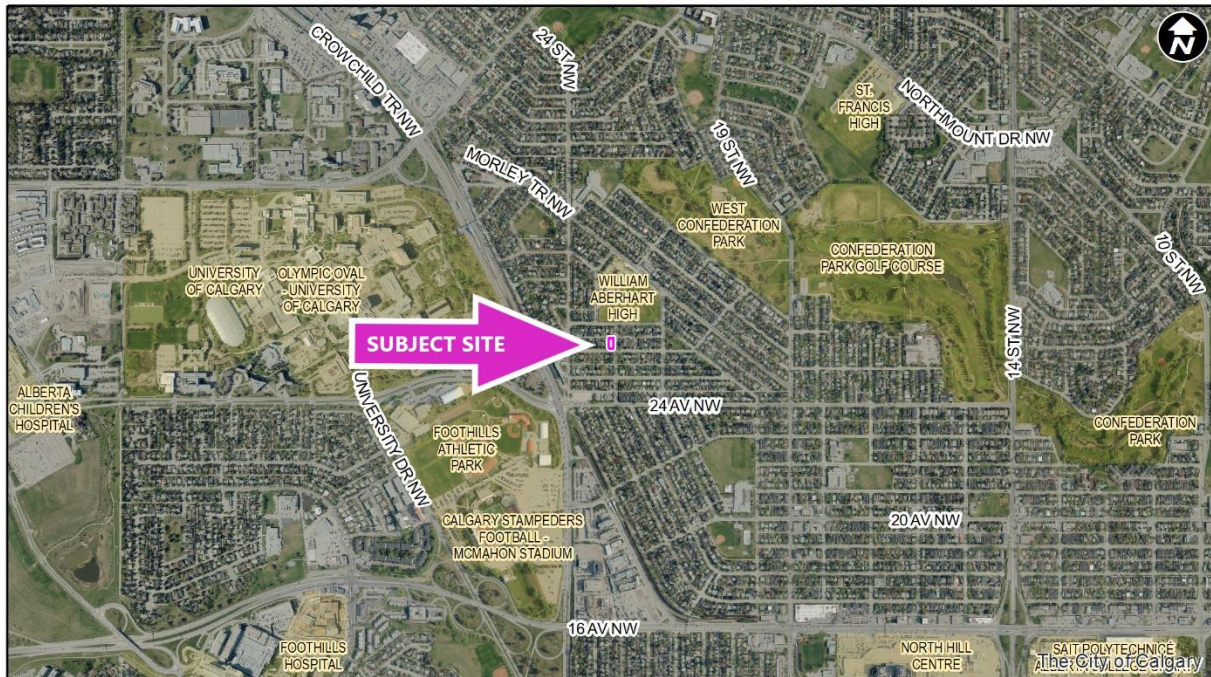 N
CROWCHILD TR NW
24 ST NW
ST.
FRANCIS
HIGH
NORTHMOUNT DR NW
19 ST NW
MORLEY TR NW
WEST
CONFEDERATION
PARK
CONFEDERATION
PARK GOLF COURSE
10 ST NW
UNIVERSITY
OF CALGARY
OLYMPIC OVAL
- UNIVERSITY
OF CALGARY
WILLIAM
ABERHART
HIGH
SUBJECT SITE
14 ST NW
ALBERTA
CHILDREN'S
HOSPITAL
UNIVERSITY DR NW
24 AV NW
CONFEDERATION
PARK
FOOTHILLS
ATHLETIC
PARK
CALGARY STAMPEDERS
FOOTBALL -
MCMAHON STADIUM
20 AV NW
16 AV NW
FOOTHILLS
HOSPITAL
NORTH HILL
CENTRE
SAIT POLYTECHNIC
The City of Calgary